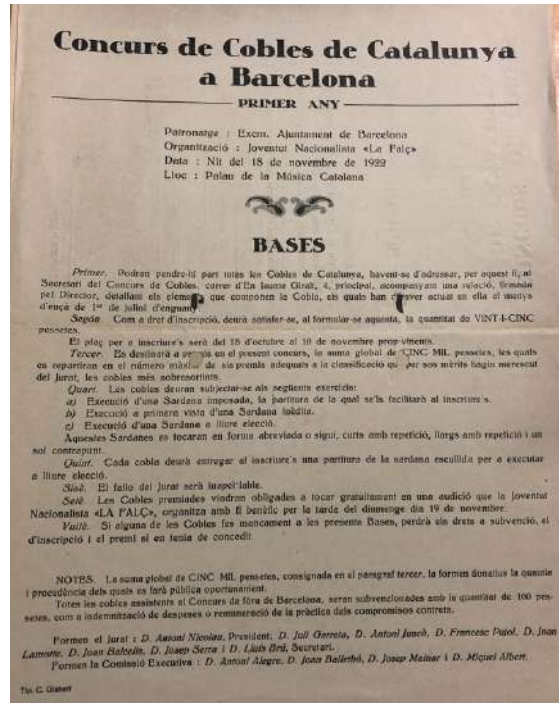 Concurs de Cobles de Catalunya
a Barcelona
PRIMER ANY
Patronatge : Excm. Ajuntament de Barcelona
Organització : Joventut Nacionalista «La Falç»
Data : Nit del 18 de novembre de 1922
Lloc : Palau de la Música Catalana
BASES
Primer. Podran pendre-hi part totes les Cobles de Catalunya, havent-se d'adressar, per aquest fi, al
Secretari del Concurs de Cobles, carrer d'En Jaume Giralt, 4, principal, acompanyant una relació, firmada
pel Director, detallant els que componen la Cobla, els quals han actuat en ella al menys
d'ençà de 1er de juliol d'enguany
Segón. Com a dret d'inscripció, deurà satisfer-se, al formular-se aquesta, la quantitat de VINT-I-CINC
pessetes.
El plaç per a inscriure's serà del 15 d'octubre al 10 de novembre propvinents.
Tercer. Es destinarà a en el present concurs, la suma global de CINC MIL pessetes, les quals
es repartiran en el número màxim de sis premis adequats a la classificació per sos mèrits hagin merescut
del Jurat, les cobles més sobresortints.
Quart. Les cobles deuran subjectar-se als següents exercicis:
a) Execució d'una Sardana imposada, la partitura de la qual se'ls facilitarà al inscriure's.
b) Execució a primera vista d'una Sardana inèdita.
c) Execució d'una Sardana a lliure elecció.
Aquestes Sardanes es tocaran en forma abreviada o sigui, curts amb repetició, llargs amb repetició i un
sol contrapunt.
Quint. Cada cobla deurà entregar al inscriure's una partitura de la sardana escullida per a executar
a lliure elecció.
Sisè. El fallo del Jurat serà inapel'lable.
Setè. Les Cobles premiades vindran obligades a tocar gratuitament en una audició que la Joventut
Nacionalista «LA FALÇ», organitza amb fi benèfic per la tarda del diumenge dia 19 de novembre.
Vuitè. Si alguna de les Cobles fes mancament a les presents Bases, perdrà els drets a subvenció, el
d'inscripció i el premi si en tenia de concedit.
NOTES. La suma global de CINC MIL pessetes, consignada en el paragraf tercer, la formen donatius la quantia
i procedència dels quals es farà pública oportunament.
Totes les cobles assistents al Concurs de fòra de Barcelona, seran subvencionades amb la quantitat de 100 pes-
setes, com a indemnització de despeses o remuneració de la pràctica dels compromisos contrets.
Formen el Jurat : D. Antoni Nicolau, President; D. Juli Garreta, D. Antoni Juncà, D. Francesc Pujol, D. Joan
Lamote, D. Joan Balcells, D. Josep Serra i D. Lluís Brú, Secretari.
Formen la Comissió Executiva : D. Antoni Alegre, D. Joan D. Josep Mainar i D. Miquel Albert.
Tip. C. Gisbert